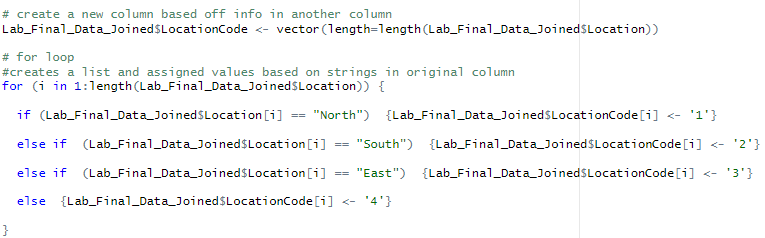 # create a new column based off info in another column
Lab_Final_Data_Joined$LocationCode <- vector(length=length(Lab_Final_Data_Joined$Location))
# for loop
#creates a list and assigned values based on strings in original column
for (i in 1:length(Lab_Final_Data_Joined$Location)) {
if (Lab_Final_Data_Joined$Location[i] == "North")  {Lab_Final_Data_Joined$LocationCode[i] <- '1'}
else if  (Lab_Final_Data_Joined$Location[i] == "South")  {Lab_Final_Data_Joined$LocationCode[i] <- '2'}
else if  (Lab_Final_Data_Joined$Location[i] == "East")  {Lab_Final_Data_Joined$LocationCode[i] <- '3'}
else  {Lab_Final_Data_Joined$LocationCode[i] <- '4'}
}